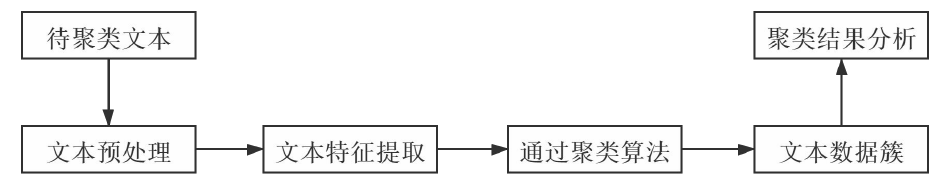 待聚类文本
聚类结果分析
文本预处理
文本特征提取
通过聚类算法
文本数据簇